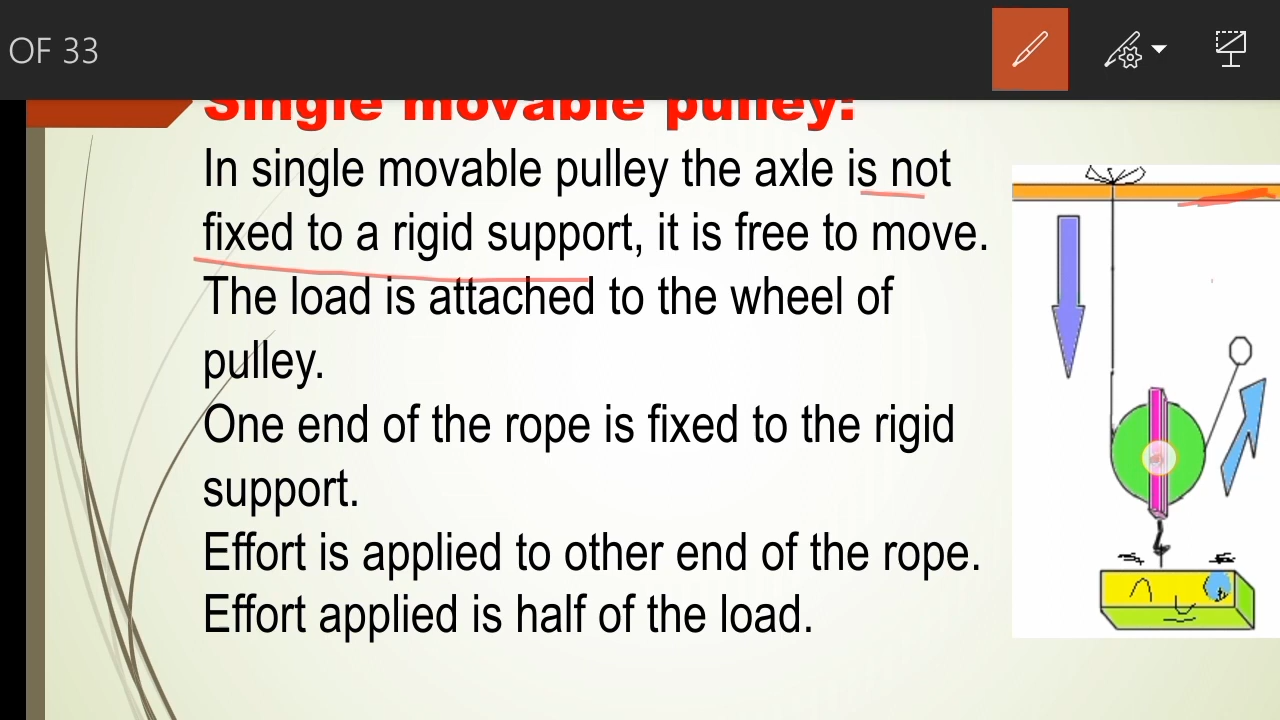 OF 33
Single movable pulley:
In single movable pulley the axle is not
fixed to a rigid support, it is free to move.
The load is attached to the wheel of
pulley.
One end of the rope is fixed to the rigid
support.
Effort is applied to other end of the rope.
Effort applied is half of the load.